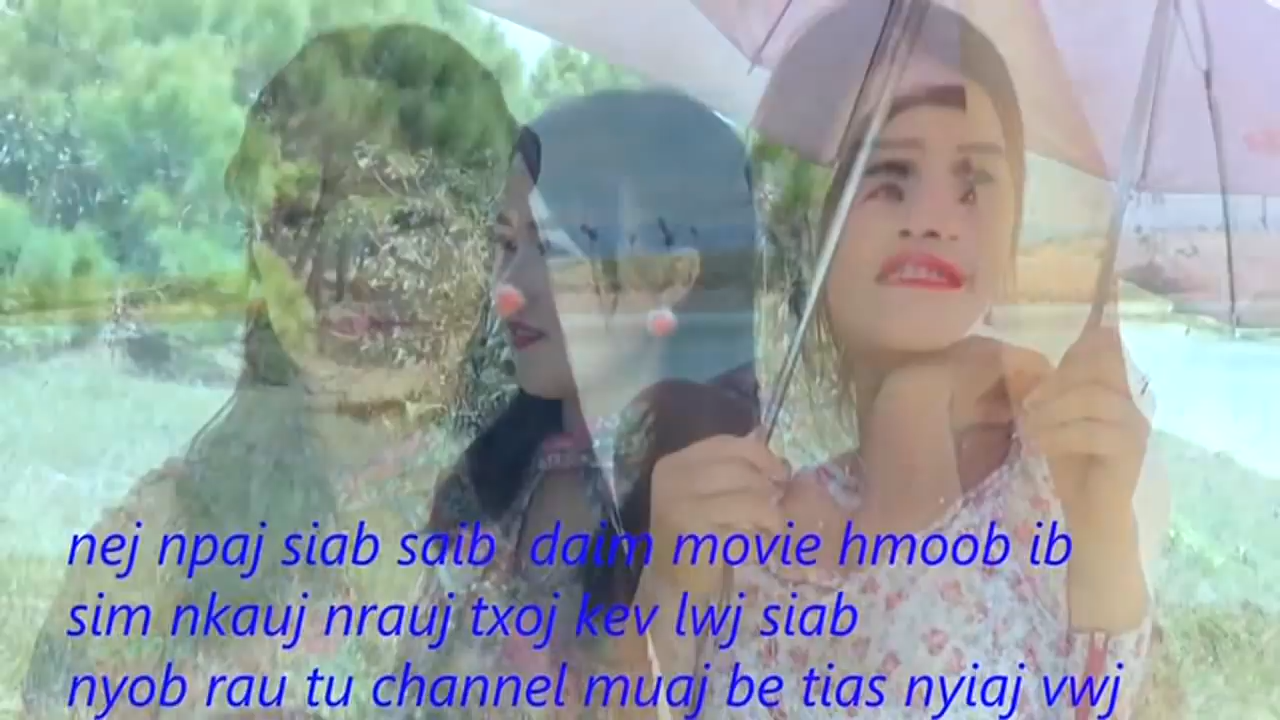 nej npaj siab saib daim movie hmoob ib
sim nkauj nrauj txoj kev lwj siab
nyob rau tu channel muaj be tias nyiaj vwj